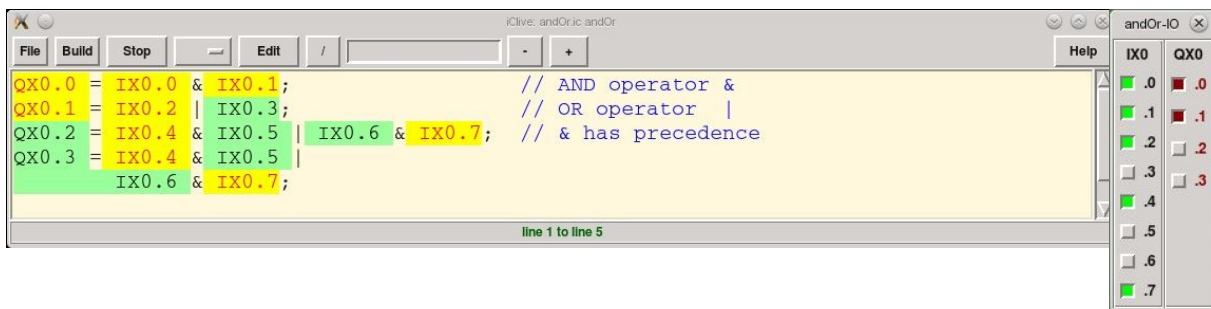 iClive: andOr.ic andOr
File Build Stop Edit / - + Help
QX0.0 = IX0.0 & IX0.1; // AND operator &
QX0.1 = IX0.2 | IX0.3; // OR operator |
QX0.2 = IX0.4 & IX0.5 | IX0.6 & IX0.7; // & has precedence
QX0.3 = IX0.4 & IX0.5 |
IX0.6 & IX0.7;
line 1 to line 5
andOr-IO
IX0 QX0
.0 .0
.1 .1
.2 .2
.3 .3
.4
.5
.6
.7